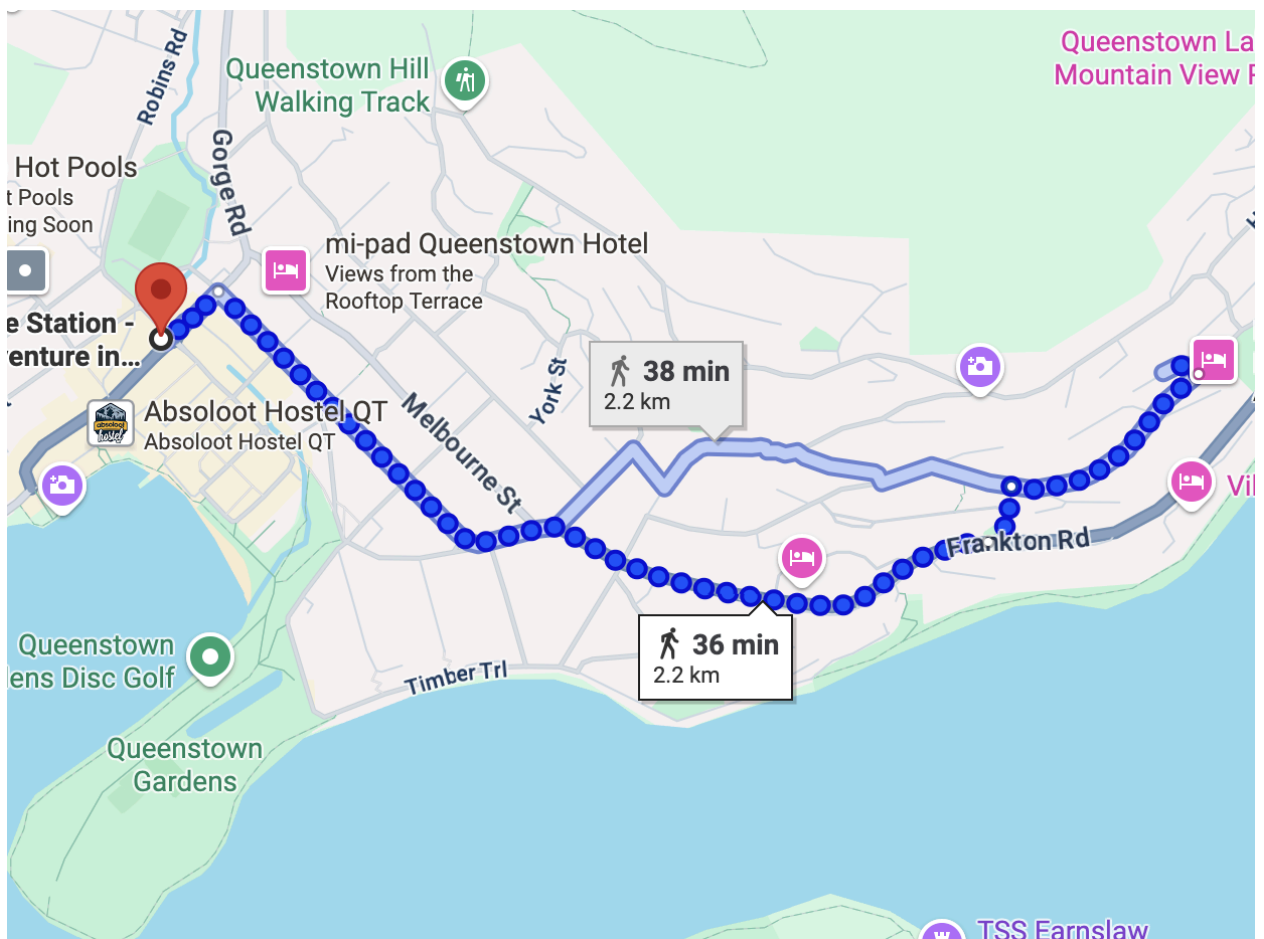 Queenstown La
Mountain View
Robins Rd
Queenstown Hill
Walking Track
Gorge Rd
Hot Pools
t Pools
ing Soon
mi-pad Queenstown Hotel
Views from the
Rooftop Terrace
e Station -
venture in...
38 min
2.2 km
York St
Absoloot Hostel QT
Absoloot Hostel QT
absoloot
hostel
Melbourne St
Vil
Frankton Rd
36 min
2.2 km
Queenstown
ens Disc Golf
Timber Trl
Queenstown
Gardens
TSS Earnslaw